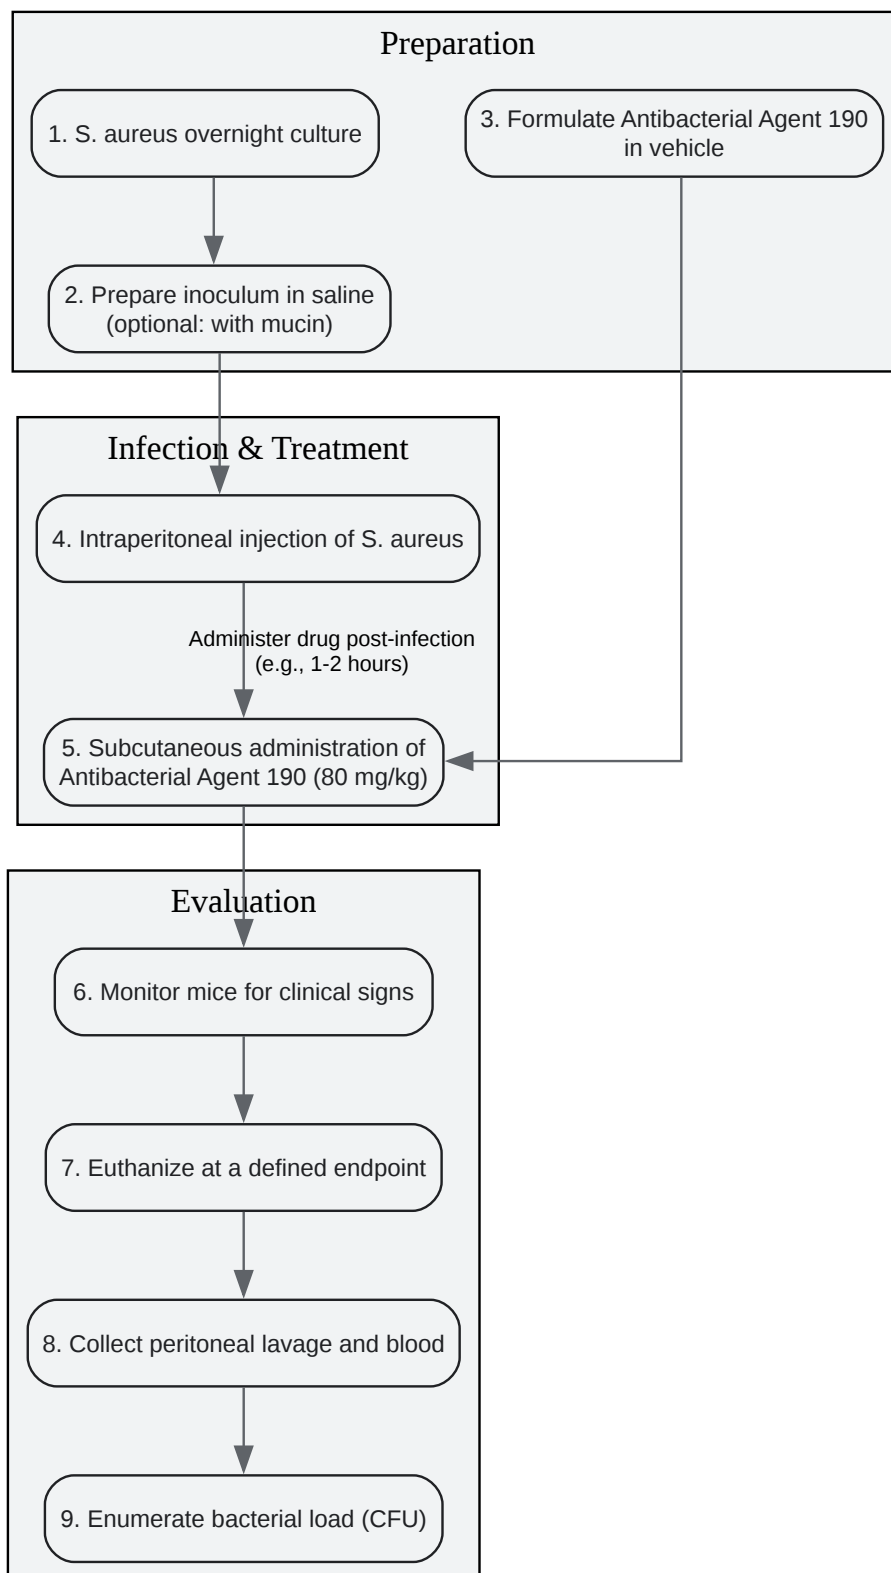 Preparation
1. S. aureus overnight culture
3. Formulate Antibacterial Agent 190
in vehicle
2. Prepare inoculum in saline
(optional: with mucin)
Infection & Treatment
4. Intraperitoneal injection of S. aureus
Administer drug post-infection
(e.g., 1-2 hours)
5. Subcutaneous administration of
Antibacterial Agent 190 (80 mg/kg)
Evaluation
6. Monitor mice for clinical signs
7. Euthanize at a defined endpoint
8. Collect peritoneal lavage and blood
9. Enumerate bacterial load (CFU)